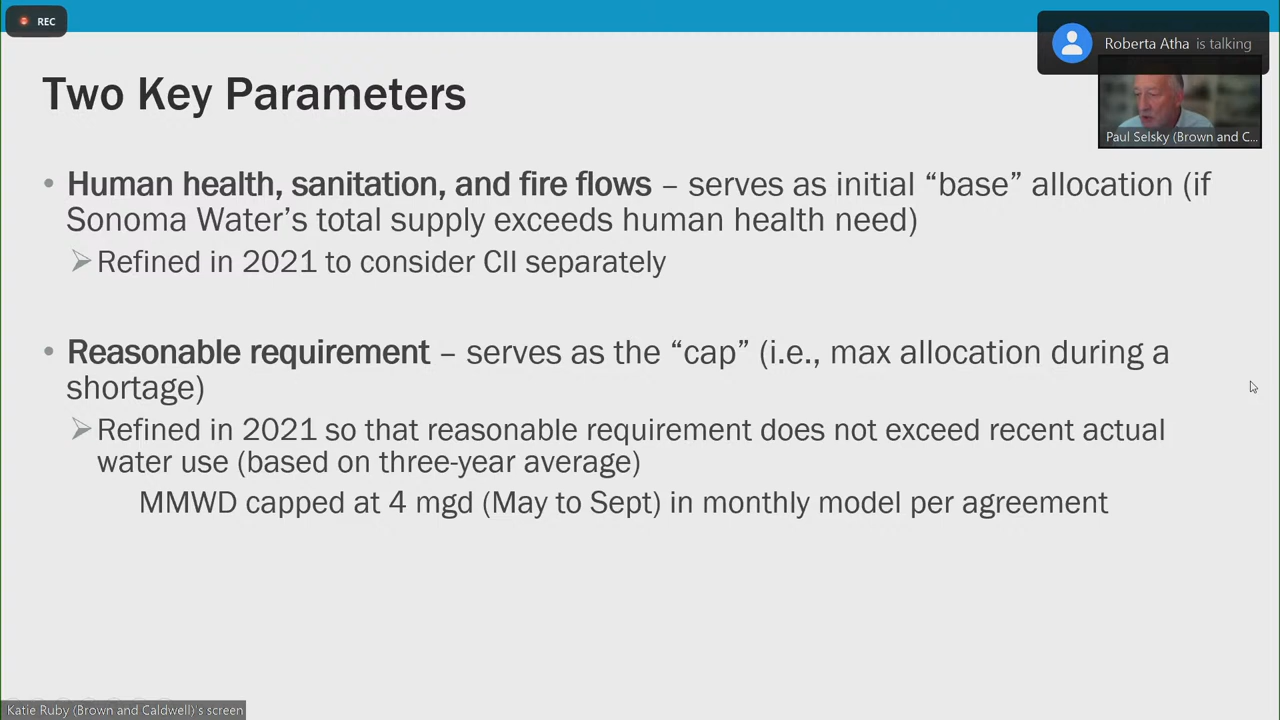 REC
Roberta Atha is talking
Two Key Parameters
Paul Selsky (Brown and C...
• Human health, sanitation, and fire flows – serves as initial “base” allocation (if
Sonoma Water’s total supply exceeds human health need)
Refined in 2021 to consider CII separately
• Reasonable requirement – serves as the “cap” (i.e., max allocation during a
shortage)
Refined in 2021 so that reasonable requirement does not exceed recent actual
water use (based on three-year average)
MMWD capped at 4 mgd (May to Sept) in monthly model per agreement
Katie Ruby (Brown and Caldwell)'s screen